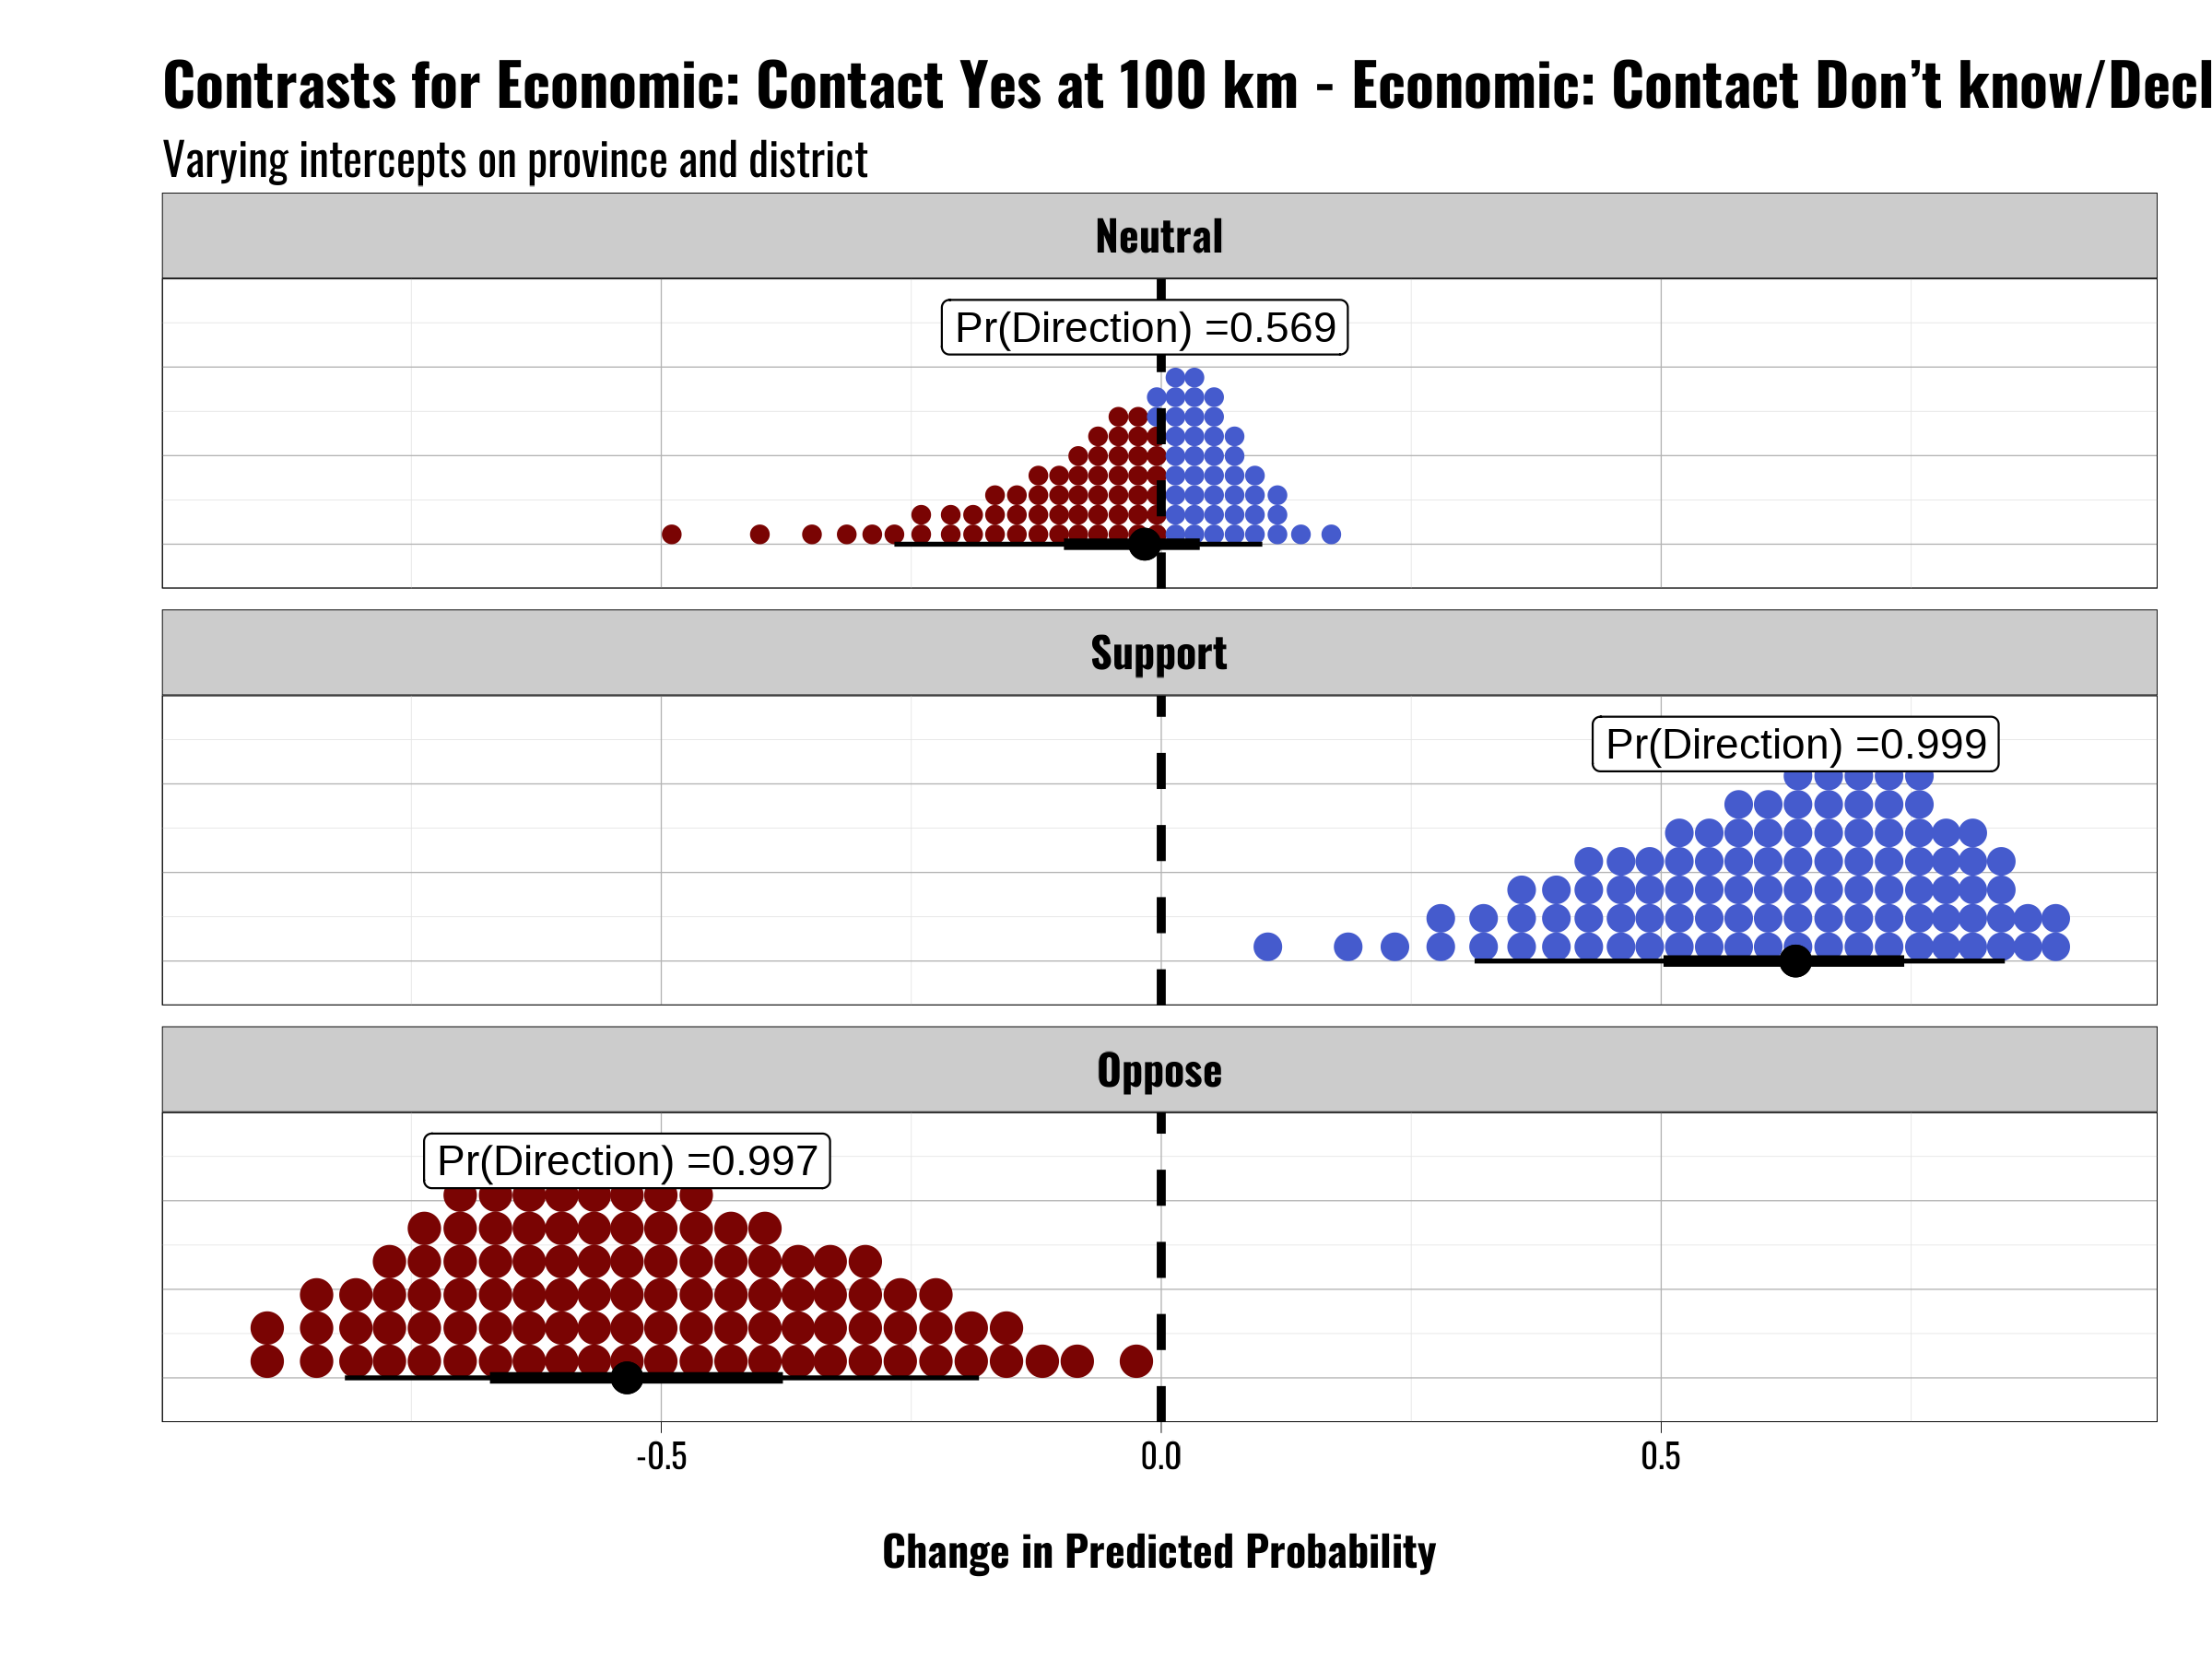 Contrasts for Economic: Contact Yes at 100 km - Economic: Contact Don’t know/Decl
Varying intercepts on province and district
Neutral
Pr(Direction) =0.569
Support
Pr(Direction) =0.999
Oppose
Pr(Direction) =0.997
-0.5 0.0 0.5
Change in Predicted Probability